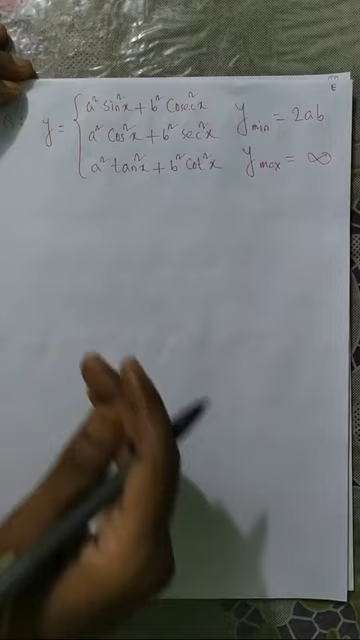 y = { a² sin²x + b² Cosec²x
a² Cos²x + b² sec²x
a² tan²x + b² Cot²x
y min = 2ab
y max = ∞